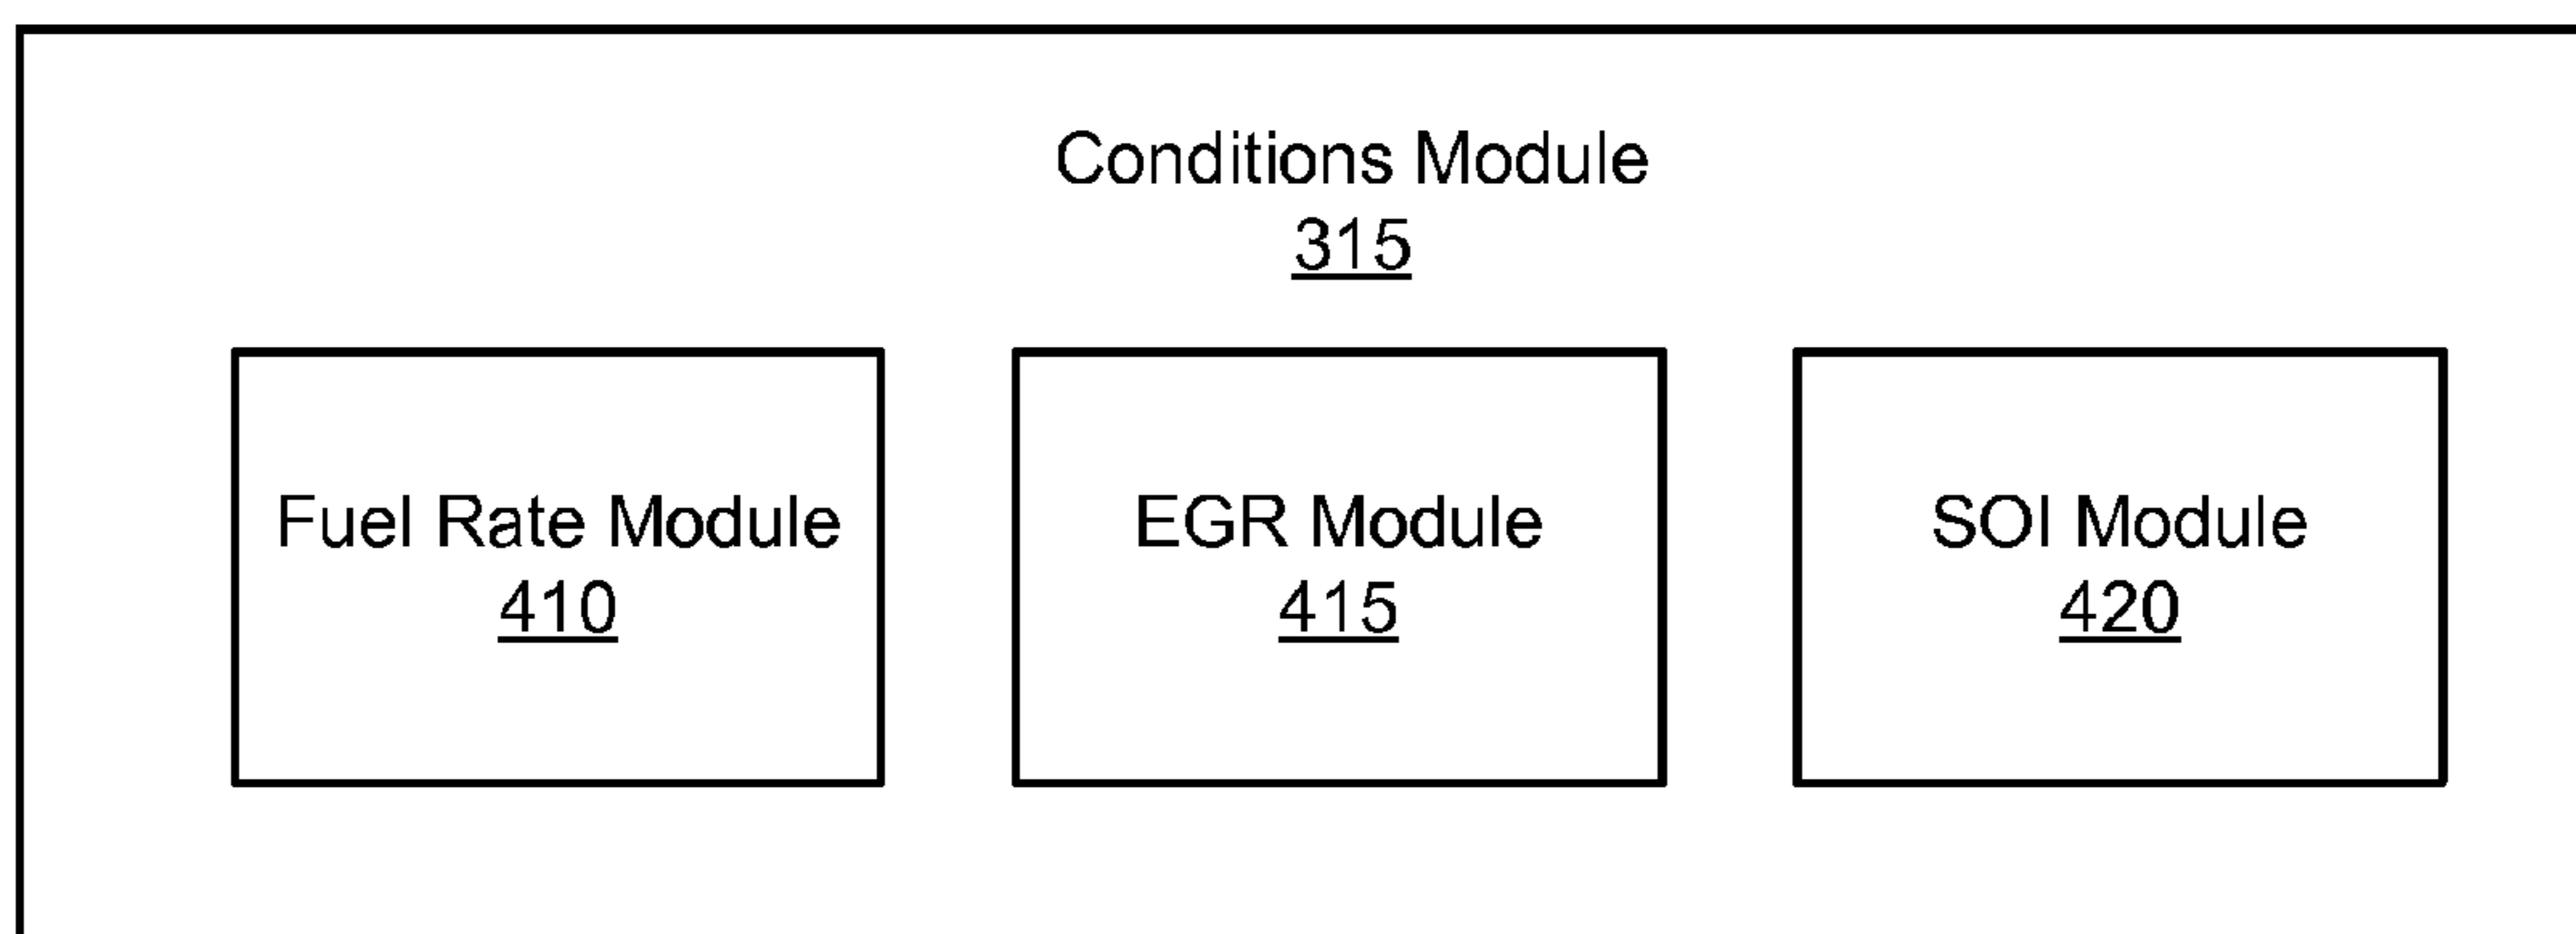 Conditions Module
315
Fuel Rate Module
410
EGR Module
415
SOI Module
420